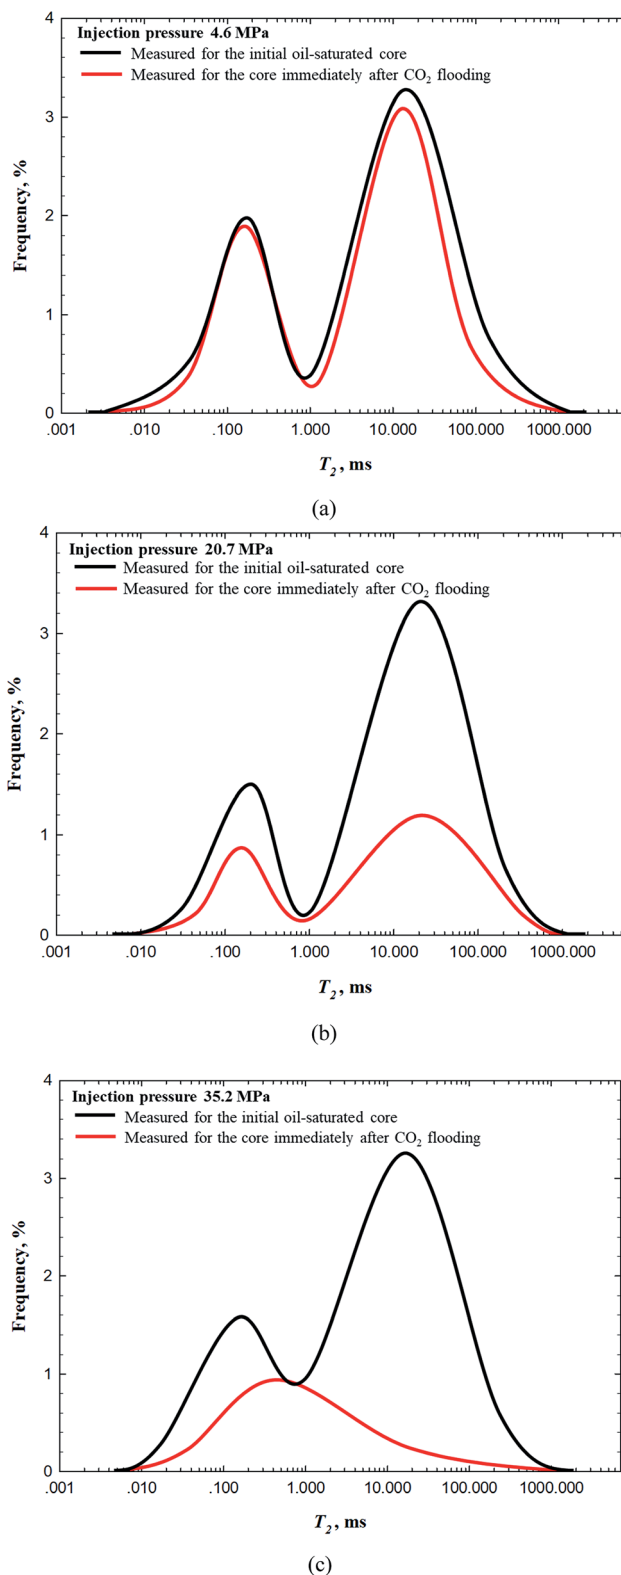 Injection pressure 4.6 MPa
Measured for the initial oil-saturated core
Measured for the core immediately after CO₂ flooding
4
3
2
1
0
Frequency, %
.001 .010 .100 1.000 10.000 100.000 1000.000
T₂, ms
(a)
Injection pressure 20.7 MPa
Measured for the initial oil-saturated core
Measured for the core immediately after CO₂ flooding
4
3
2
1
0
Frequency, %
.001 .010 .100 1.000 10.000 100.000 1000.000
T₂, ms
(b)
Injection pressure 35.2 MPa
Measured for the initial oil-saturated core
Measured for the core immediately after CO₂ flooding
4
3
2
1
0
Frequency, %
.001 .010 .100 1.000 10.000 100.000 1000.000
T₂, ms
(c)